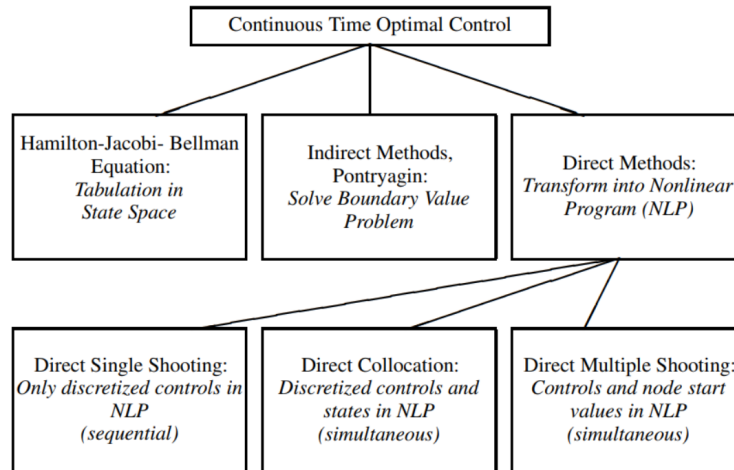 Continuous Time Optimal Control
Hamilton-Jacobi- Bellman
Equation:
Tabulation in
State Space
Indirect Methods,
Pontryagin:
Solve Boundary Value
Problem
Direct Methods:
Transform into Nonlinear
Program (NLP)
Direct Single Shooting:
Only discretized controls in
NLP
(sequential)
Direct Collocation:
Discretized controls and
states in NLP
(simultaneous)
Direct Multiple Shooting:
Controls and node start
values in NLP
(simultaneous)